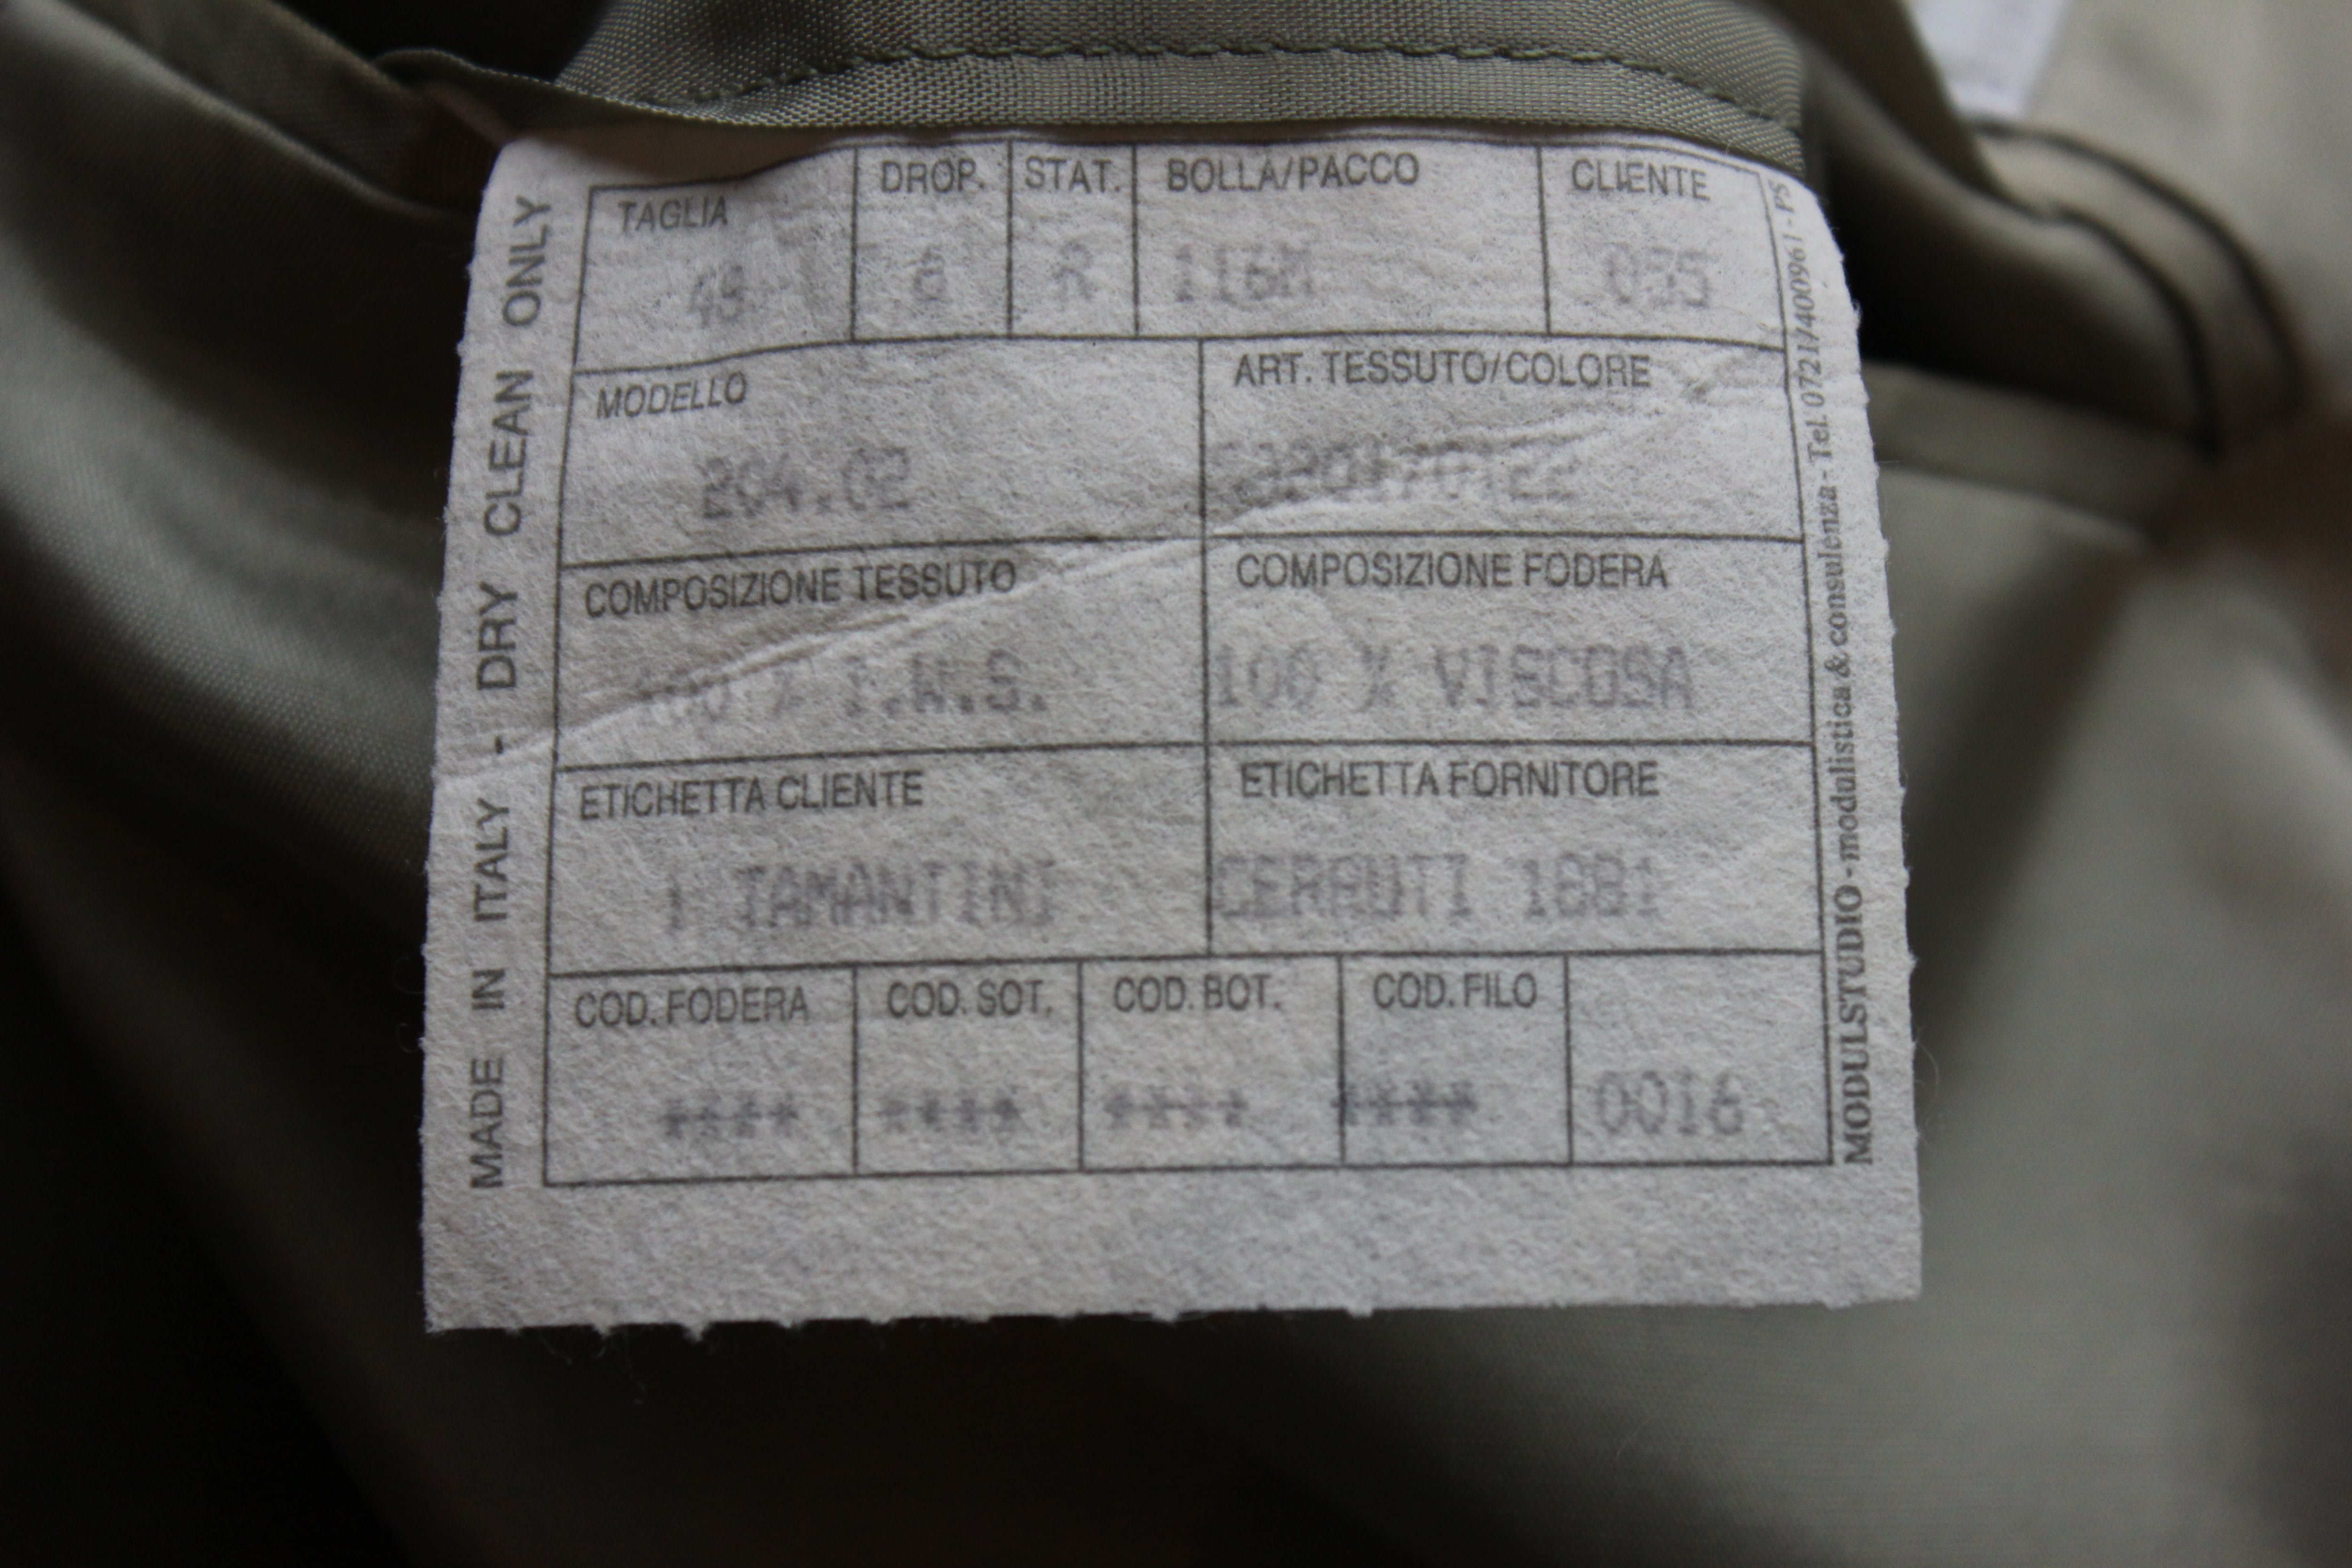 TAGLIA DROP. STAT. BOLLA/PACCO CLIENTE
49 6 R 116M 055
MODELLO ART. TESSUTO/COLORE
204.02
COMPOSIZIONE TESSUTO COMPOSIZIONE FODERA
100 % I.W.S. 100 % VISCOSA
ETICHETTA CLIENTE ETICHETTA FORNITORE
TAMANTINI CERRUTI 1881
COD. FODERA COD. SOT. COD. BOT. COD. FILO
**** **** **** **** 0016
MADE IN ITALY - DRY CLEAN ONLY
MODULSTUDIO - modulistica & consulenza - Tel. 0721/400961 - PS